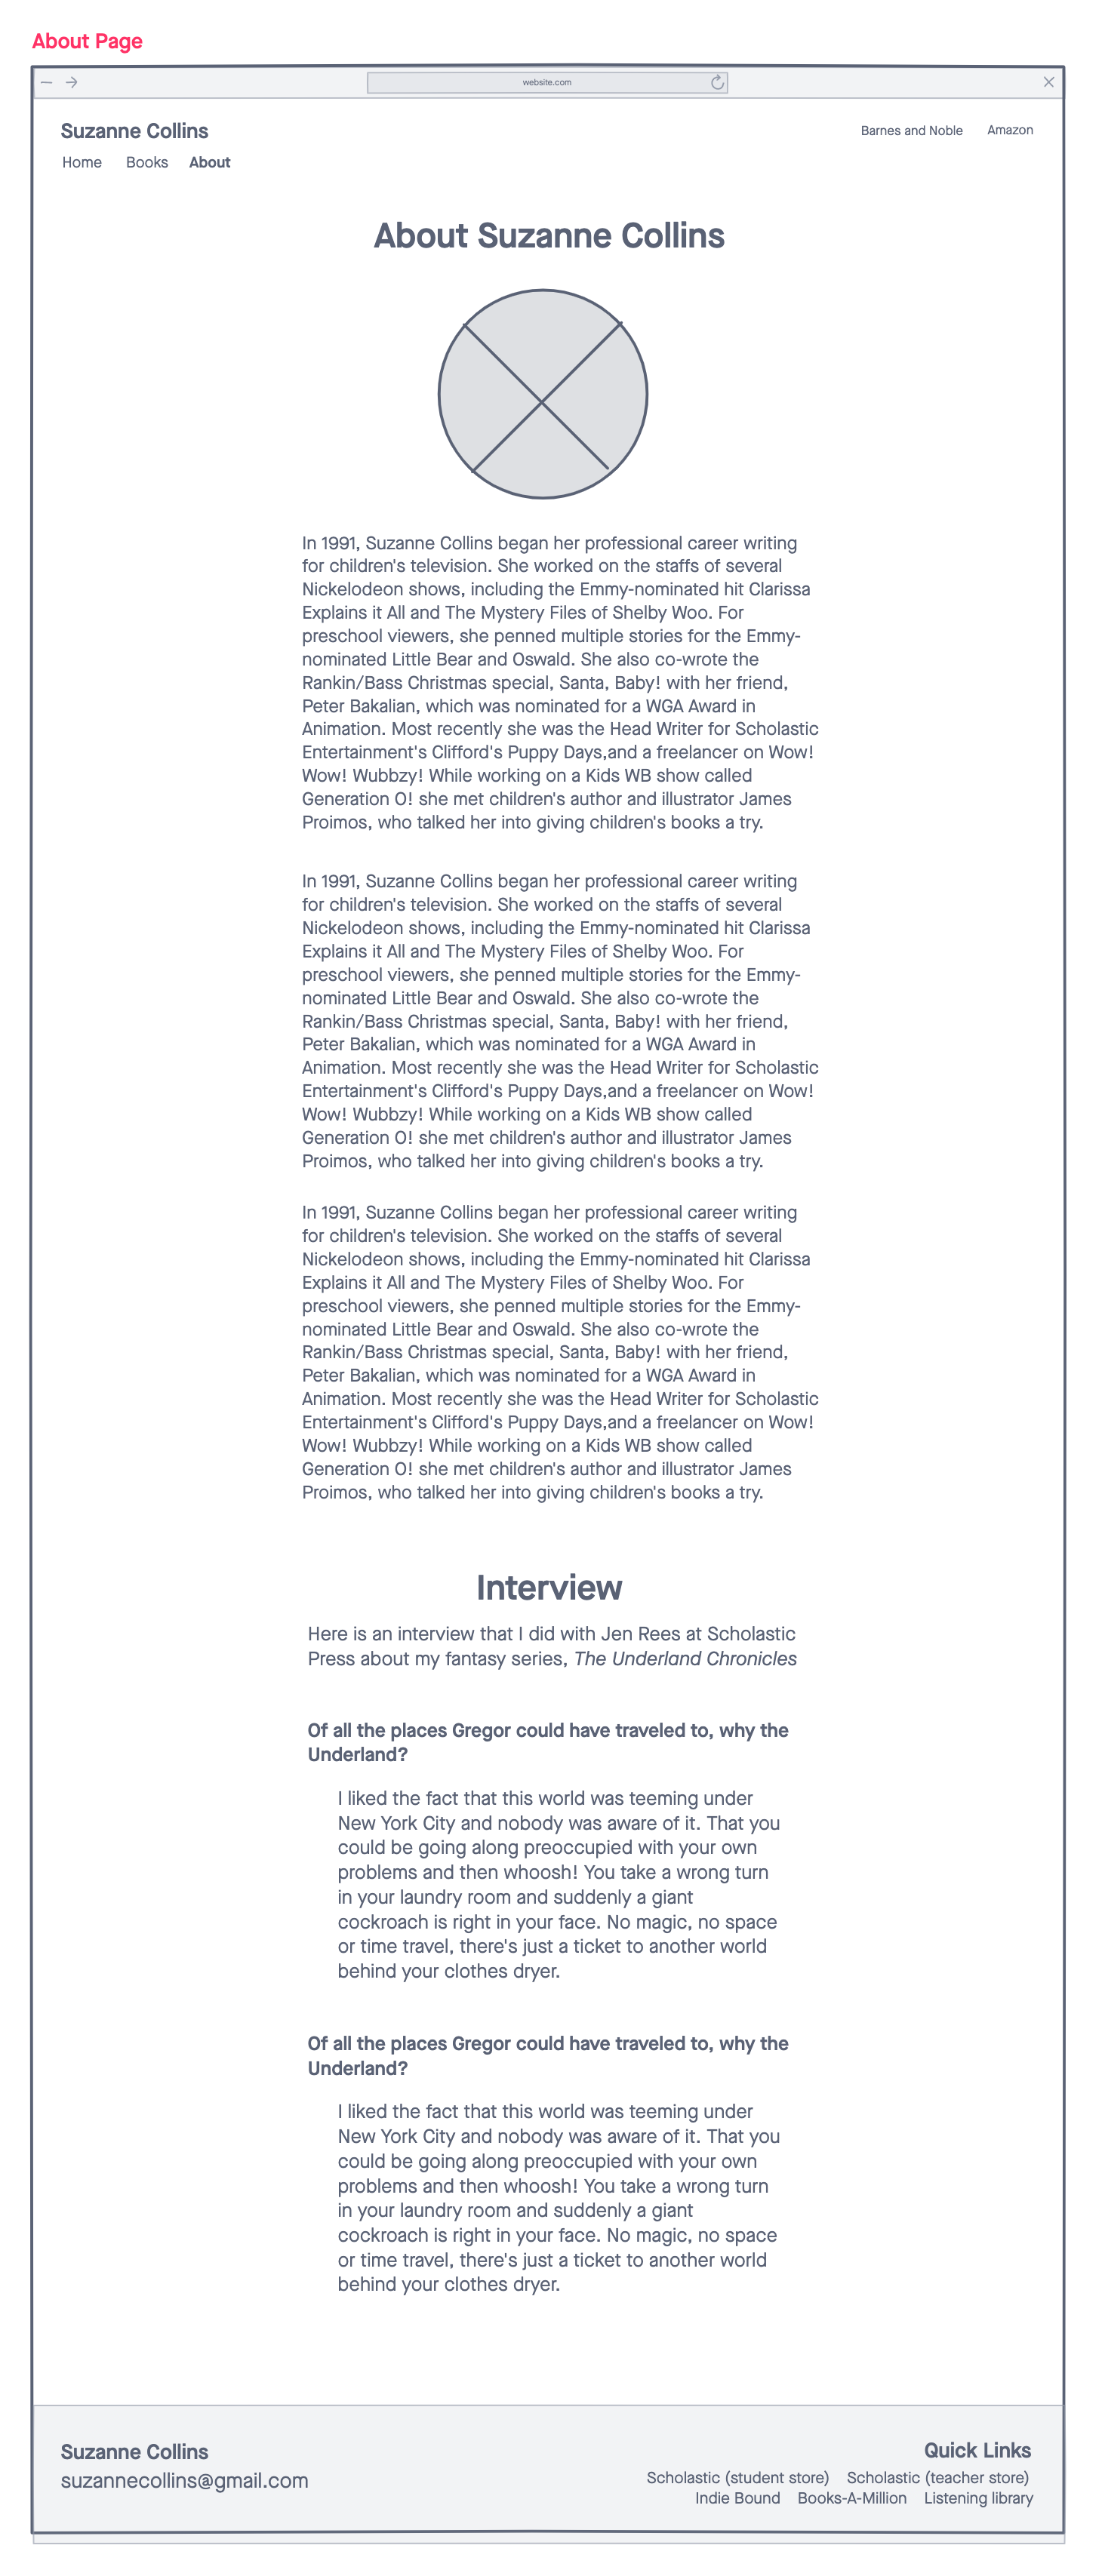 About Page
website.com
Suzanne Collins
Barnes and Noble Amazon
Home Books About
About Suzanne Collins
In 1991, Suzanne Collins began her professional career writing
for children's television. She worked on the staffs of several
Nickelodeon shows, including the Emmy-nominated hit Clarissa
Explains it All and The Mystery Files of Shelby Woo. For
preschool viewers, she penned multiple stories for the Emmy-
nominated Little Bear and Oswald. She also co-wrote the
Rankin/Bass Christmas special, Santa, Baby! with her friend,
Peter Bakalian, which was nominated for a WGA Award in
Animation. Most recently she was the Head Writer for Scholastic
Entertainment's Clifford's Puppy Days,and a freelancer on Wow!
Wow! Wubbzy! While working on a Kids WB show called
Generation O! she met children's author and illustrator James
Proimos, who talked her into giving children's books a try.
In 1991, Suzanne Collins began her professional career writing
for children's television. She worked on the staffs of several
Nickelodeon shows, including the Emmy-nominated hit Clarissa
Explains it All and The Mystery Files of Shelby Woo. For
preschool viewers, she penned multiple stories for the Emmy-
nominated Little Bear and Oswald. She also co-wrote the
Rankin/Bass Christmas special, Santa, Baby! with her friend,
Peter Bakalian, which was nominated for a WGA Award in
Animation. Most recently she was the Head Writer for Scholastic
Entertainment's Clifford's Puppy Days,and a freelancer on Wow!
Wow! Wubbzy! While working on a Kids WB show called
Generation O! she met children's author and illustrator James
Proimos, who talked her into giving children's books a try.
In 1991, Suzanne Collins began her professional career writing
for children's television. She worked on the staffs of several
Nickelodeon shows, including the Emmy-nominated hit Clarissa
Explains it All and The Mystery Files of Shelby Woo. For
preschool viewers, she penned multiple stories for the Emmy-
nominated Little Bear and Oswald. She also co-wrote the
Rankin/Bass Christmas special, Santa, Baby! with her friend,
Peter Bakalian, which was nominated for a WGA Award in
Animation. Most recently she was the Head Writer for Scholastic
Entertainment's Clifford's Puppy Days,and a freelancer on Wow!
Wow! Wubbzy! While working on a Kids WB show called
Generation O! she met children's author and illustrator James
Proimos, who talked her into giving children's books a try.
Interview
Here is an interview that I did with Jen Rees at Scholastic
Press about my fantasy series, The Underland Chronicles
Of all the places Gregor could have traveled to, why the
Underland?
I liked the fact that this world was teeming under
New York City and nobody was aware of it. That you
could be going along preoccupied with your own
problems and then whoosh! You take a wrong turn
in your laundry room and suddenly a giant
cockroach is right in your face. No magic, no space
or time travel, there's just a ticket to another world
behind your clothes dryer.
Of all the places Gregor could have traveled to, why the
Underland?
I liked the fact that this world was teeming under
New York City and nobody was aware of it. That you
could be going along preoccupied with your own
problems and then whoosh! You take a wrong turn
in your laundry room and suddenly a giant
cockroach is right in your face. No magic, no space
or time travel, there's just a ticket to another world
behind your clothes dryer.
Suzanne Collins
suzannecollins@gmail.com
Quick Links
Scholastic (student store) Scholastic (teacher store)
Indie Bound Books-A-Million Listening library